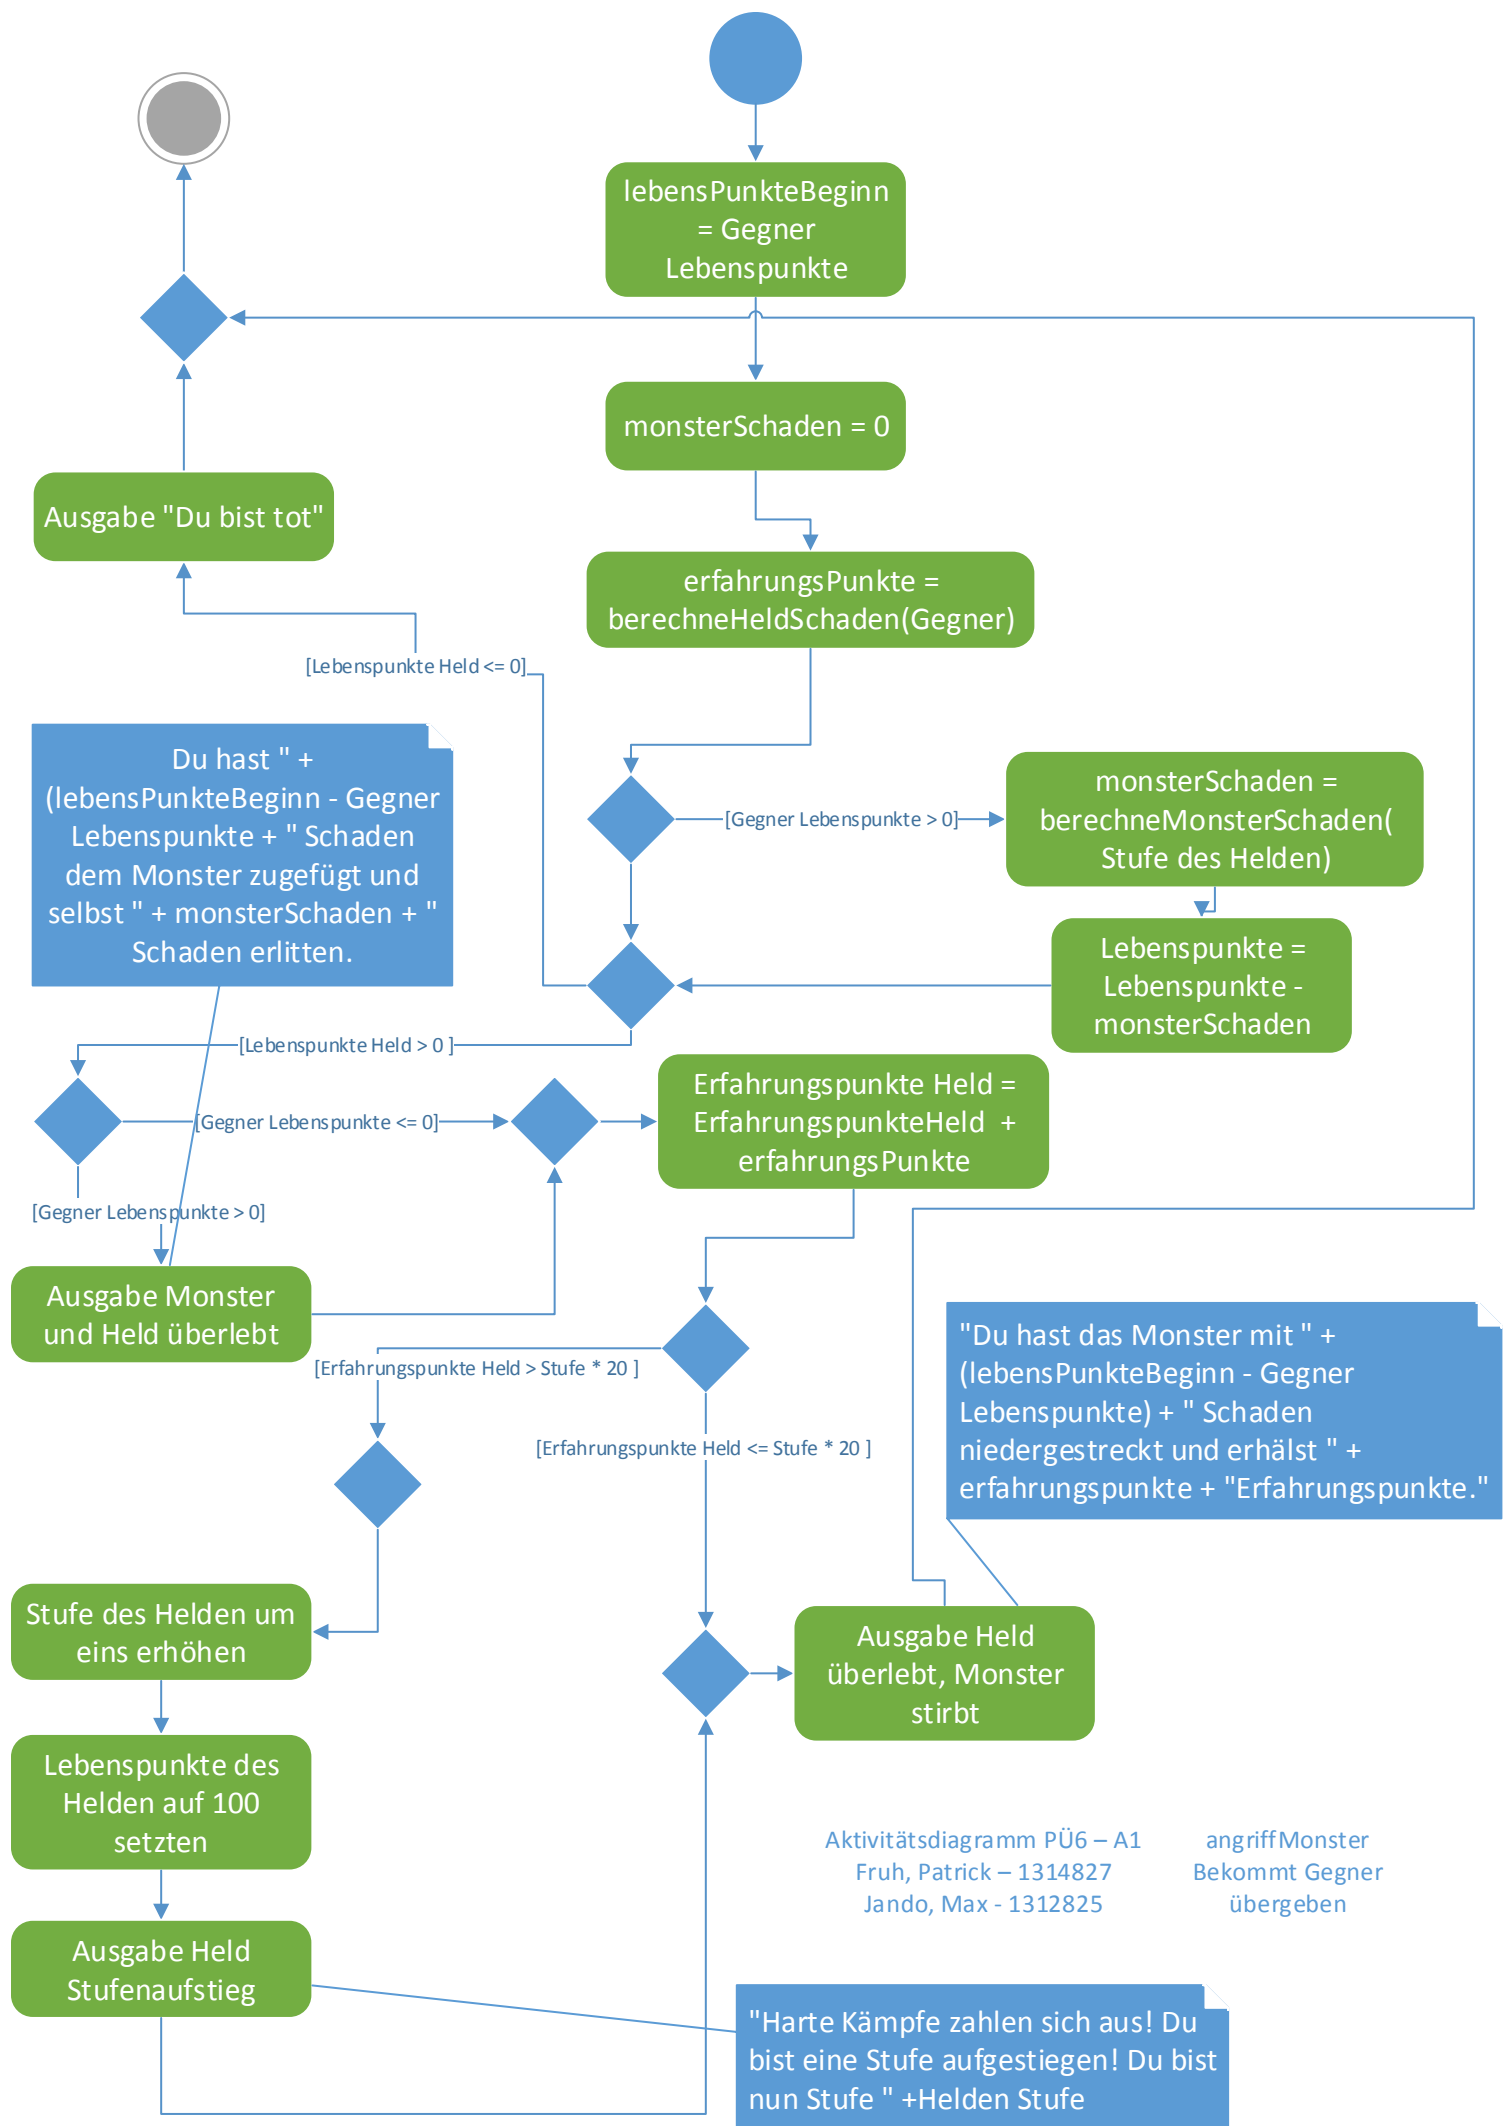 lebensPunkteBeginn
= Gegner
Lebenspunkte
monsterSchaden = 0
Ausgabe "Du bist tot"
erfahrungsPunkte =
berechneHeldSchaden(Gegner)
[Lebenspunkte Held <= 0]
Du hast " +
(lebensPunkteBeginn - Gegner
Lebenspunkte + " Schaden
dem Monster zugefügt und
selbst " + monsterSchaden + "
Schaden erlitten.
[Gegner Lebenspunkte > 0]
monsterSchaden =
berechneMonsterSchaden(
Stufe des Helden)
Lebenspunkte =
Lebenspunkte -
monsterSchaden
[Lebenspunkte Held > 0 ]
[Gegner Lebenspunkte <= 0]
Erfahrungspunkte Held =
ErfahrungspunkteHeld  +
erfahrungsPunkte
[Gegner Lebenspunkte > 0]
Ausgabe Monster
und Held überlebt
[Erfahrungspunkte Held > Stufe * 20 ]
[Erfahrungspunkte Held <= Stufe * 20 ]
"Du hast das Monster mit " +
(lebensPunkteBeginn - Gegner
Lebenspunkte) + " Schaden
niedergestreckt und erhälst " +
erfahrungspunkte + "Erfahrungspunkte."
Stufe des Helden um
eins erhöhen
Ausgabe Held
überlebt, Monster
stirbt
Lebenspunkte des
Helden auf 100
setzten
Aktivitätsdiagramm PÜ6 – A1
Fruh, Patrick – 1314827
Jando, Max - 1312825
angriffMonster
Bekommt Gegner
übergeben
Ausgabe Held
Stufenaufstieg
"Harte Kämpfe zahlen sich aus! Du
bist eine Stufe aufgestiegen! Du bist
nun Stufe " +Helden Stufe